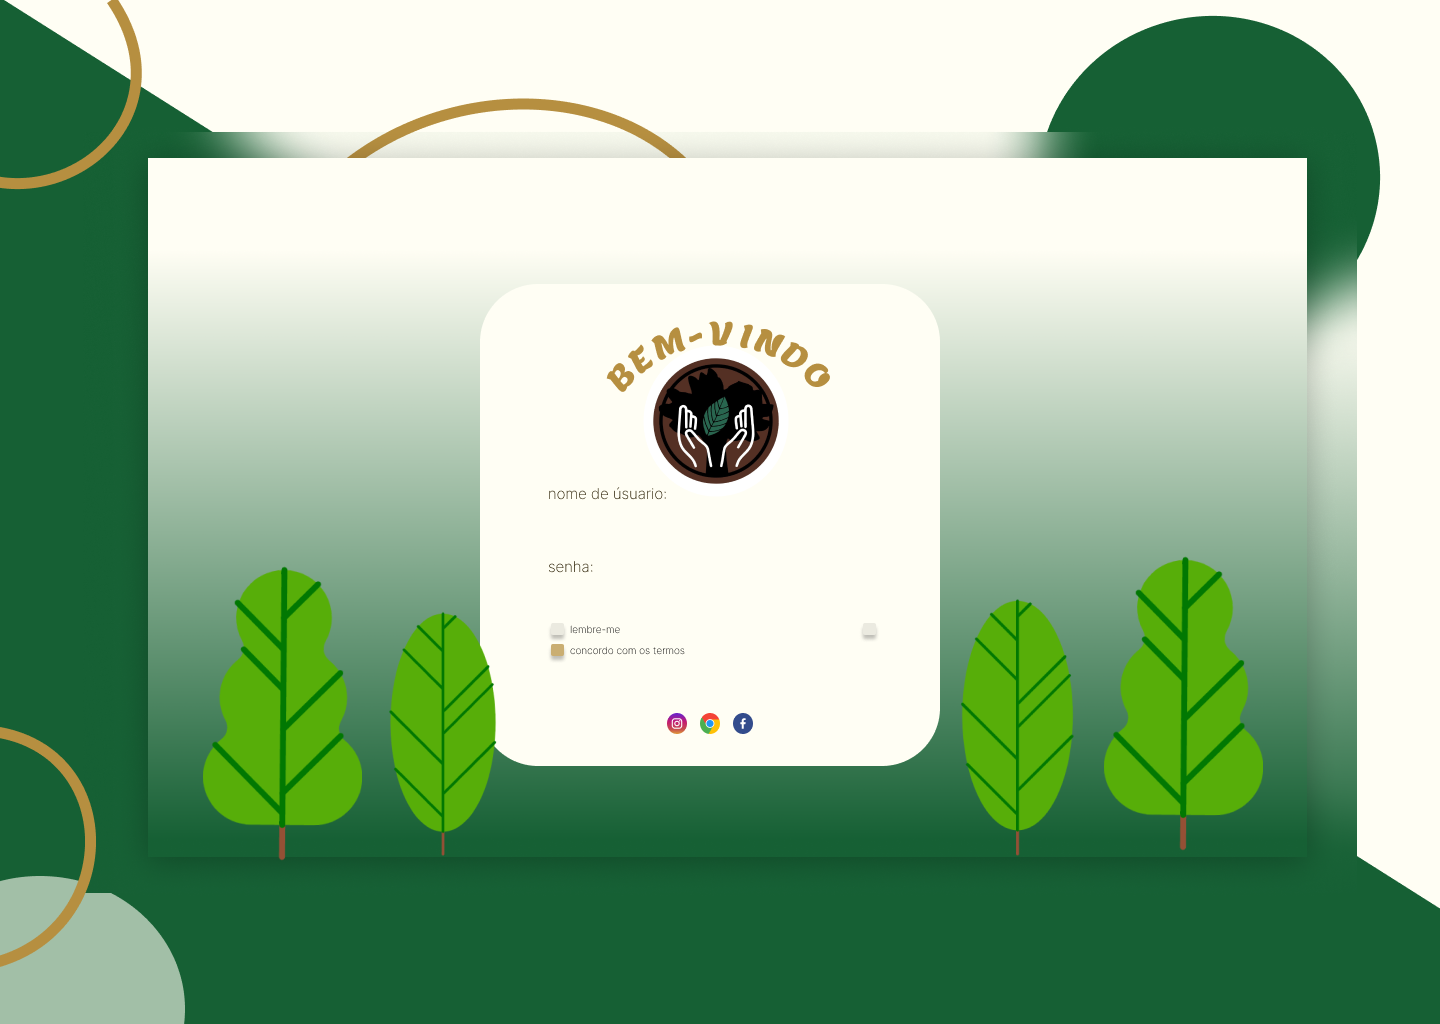 BEM-VINDO
nome de úsuario:
senha:
lembre-me
concordo com os termos